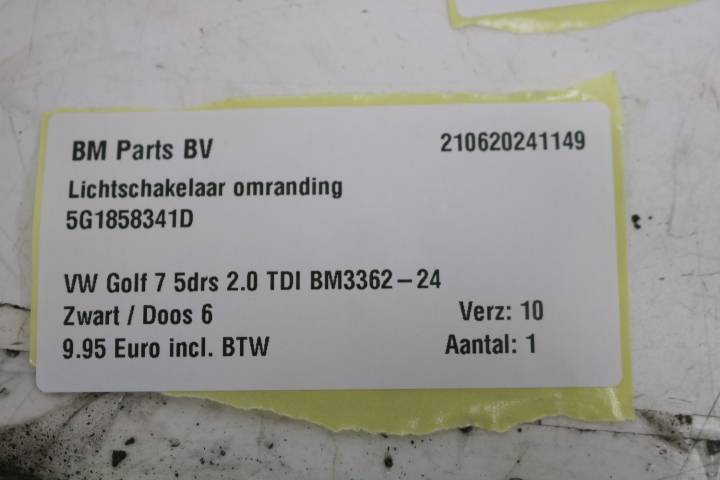 BM Parts BV 210620241149
Lichtschakelaar omranding
5G1858341D
VW Golf 7 5drs 2.0 TDI BM3362-24
Zwart / Doos 6 Verz: 10
9.95 Euro incl. BTW Aantal: 1